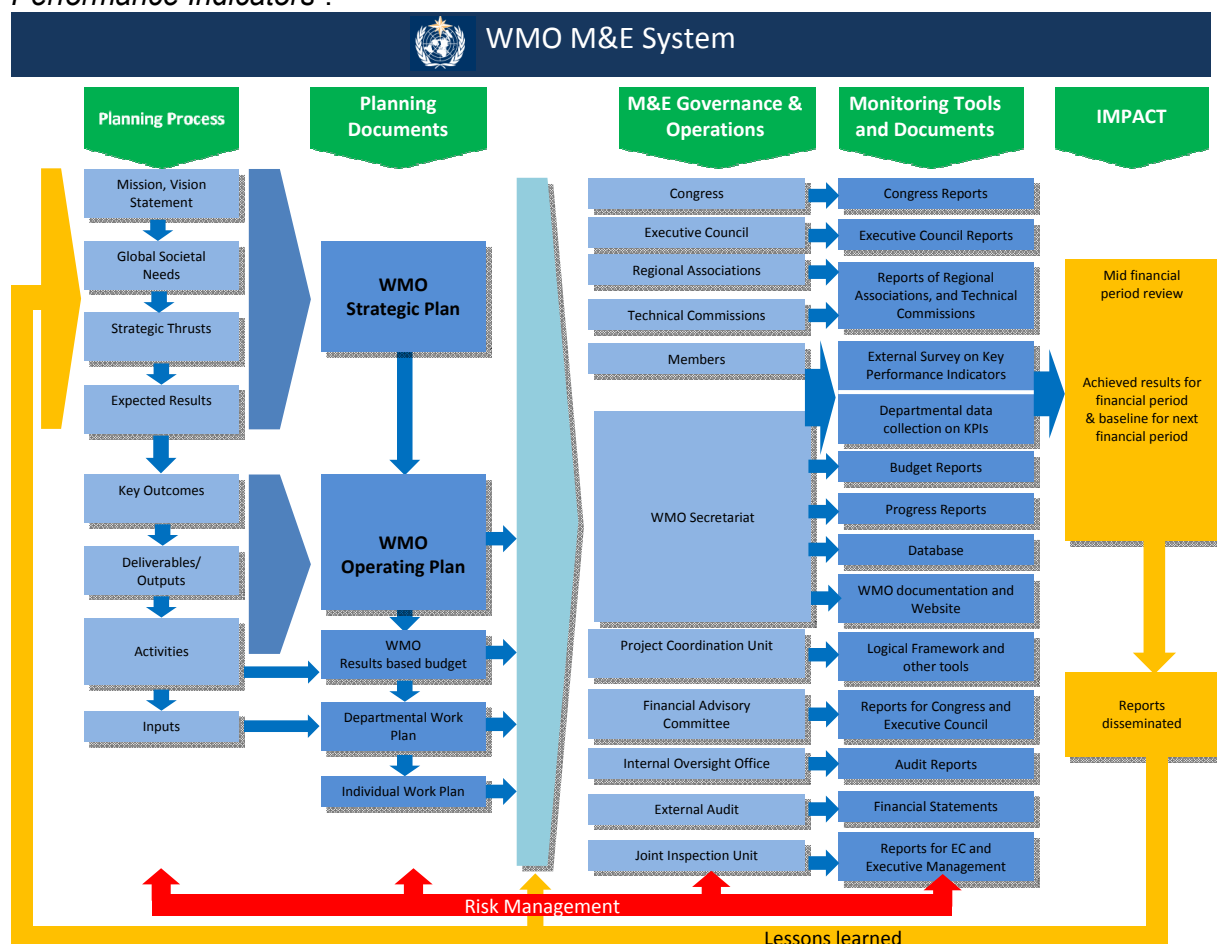 Performance Indicators".
WMO M&E System
Planning Process
Planning
Documents
M&E Governance &
Operations
Monitoring Tools
and Documents
IMPACT
Mission, Vision
Statement
Global Societal
Needs
Strategic Thrusts
Expected Results
Key Outcomes
Deliverables/
Outputs
Activities
Inputs
WMO
Strategic Plan
WMO
Operating Plan
WMO
Results based budget
Departmental Work
Plan
Individual Work Plan
Congress
Executive Council
Regional Associations
Technical Commissions
Members
WMO Secretariat
Project Coordination Unit
Financial Advisory
Committee
Internal Oversight Office
External Audit
Joint Inspection Unit
Congress Reports
Executive Council Reports
Reports of Regional
Associations, and Technical
Commissions
External Survey on Key
Performance Indicators
Departmental data
collection on KPIs
Budget Reports
Progress Reports
Database
WMO documentation and
Website
Logical Framework and
other tools
Reports for Congress and
Executive Council
Audit Reports
Financial Statements
Reports for EC and
Executive Management
Mid financial
period review
Achieved results for
financial period
& baseline for next
financial period
Reports
disseminated
Risk Management
Lessons learned